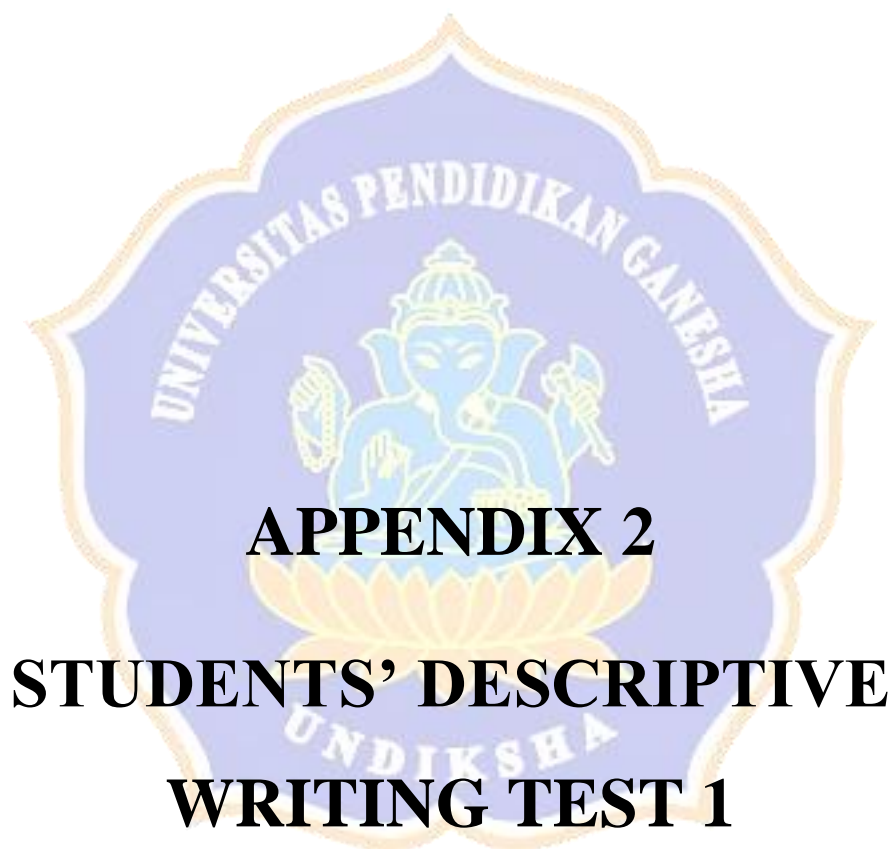 UNIVERSITAS PENDIDIKAN GANESHA
APPENDIX 2
STUDENTS’ DESCRIPTIVE
UNDIKSHA
WRITING TEST 1